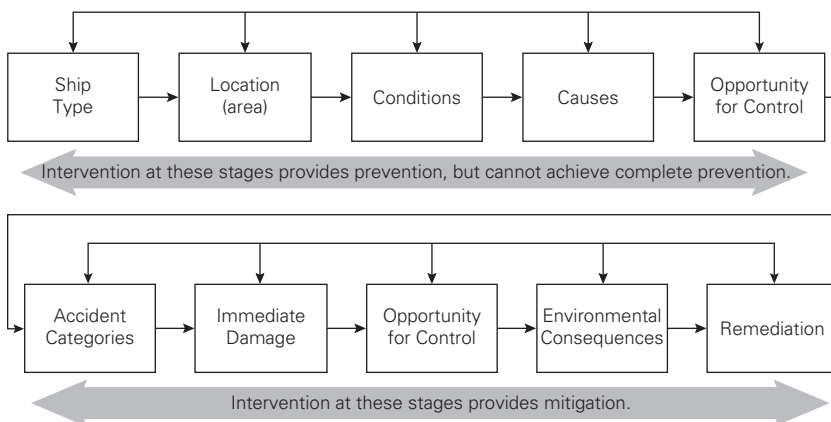 Ship
Type
Location
(area)
Conditions
Causes
Opportunity
for Control
Intervention at these stages provides prevention, but cannot achieve complete prevention.
Accident
Categories
Immediate
Damage
Opportunity
for Control
Environmental
Consequences
Remediation
Intervention at these stages provides mitigation.